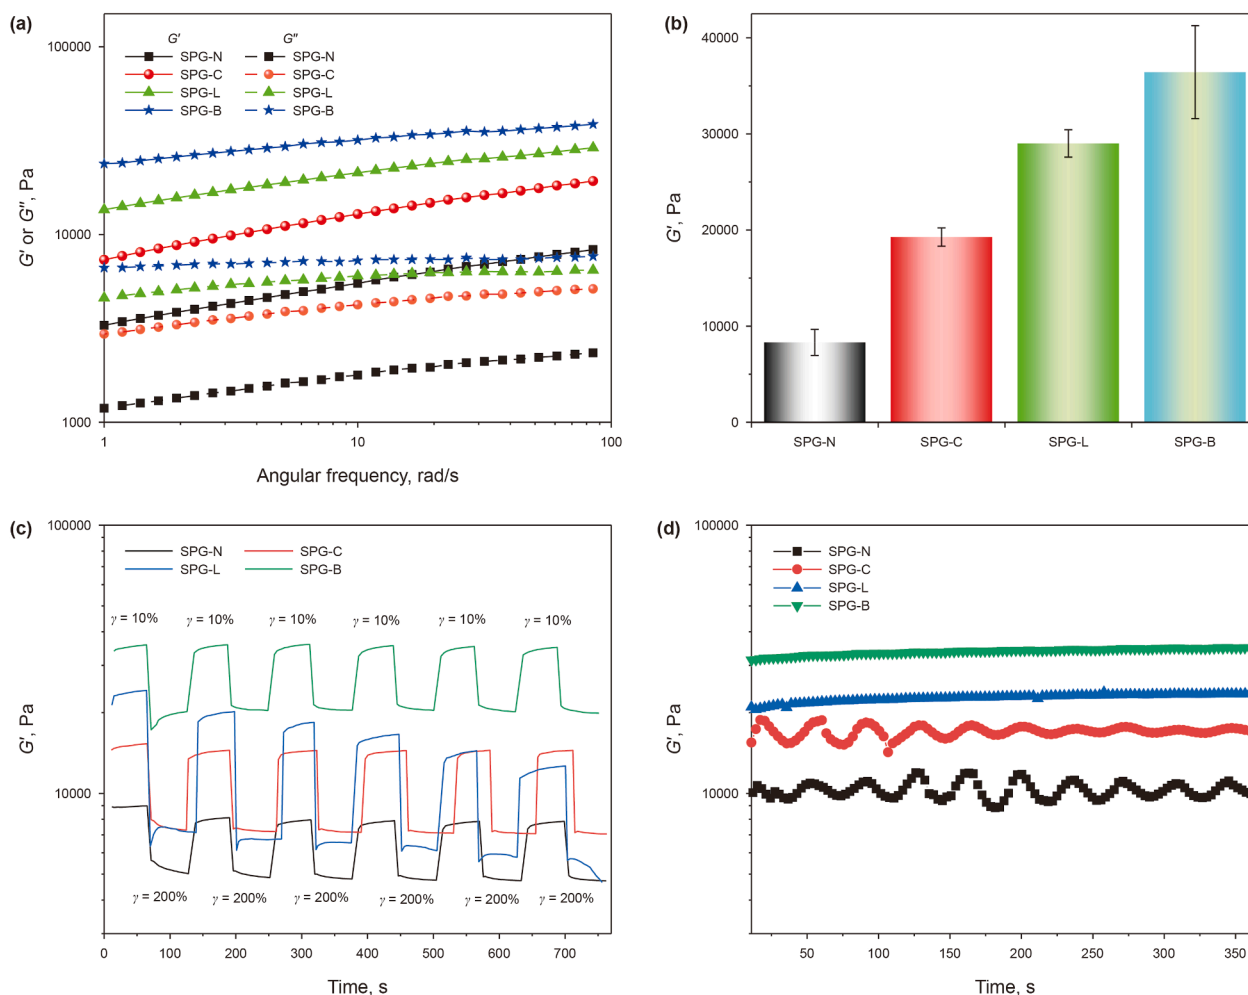 (a)
100000
10000
1000
G′ or G″, Pa
G′ G″
SPG-N SPG-N
SPG-C SPG-C
SPG-L SPG-L
SPG-B SPG-B
1 10 100
Angular frequency, rad/s
(b)
40000
30000
20000
10000
0
G′, Pa
SPG-N SPG-C SPG-L SPG-B
(c)
100000
10000
G′, Pa
SPG-N SPG-C
SPG-L SPG-B
γ = 10% γ = 10% γ = 10% γ = 10% γ = 10% γ = 10%
γ = 200% γ = 200% γ = 200% γ = 200% γ = 200% γ = 200%
0 100 200 300 400 500 600 700
Time, s
(d)
100000
10000
G′, Pa
SPG-N
SPG-C
SPG-L
SPG-B
50 100 150 200 250 300 350
Time, s